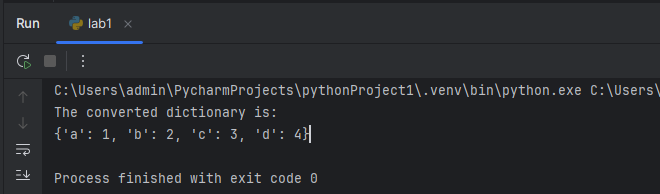 Run
lab1
C:\Users\admin\PycharmProjects\pythonProject1\.venv\bin\python.exe C:\Users\
The converted dictionary is:
{'a': 1, 'b': 2, 'c': 3, 'd': 4}
Process finished with exit code 0